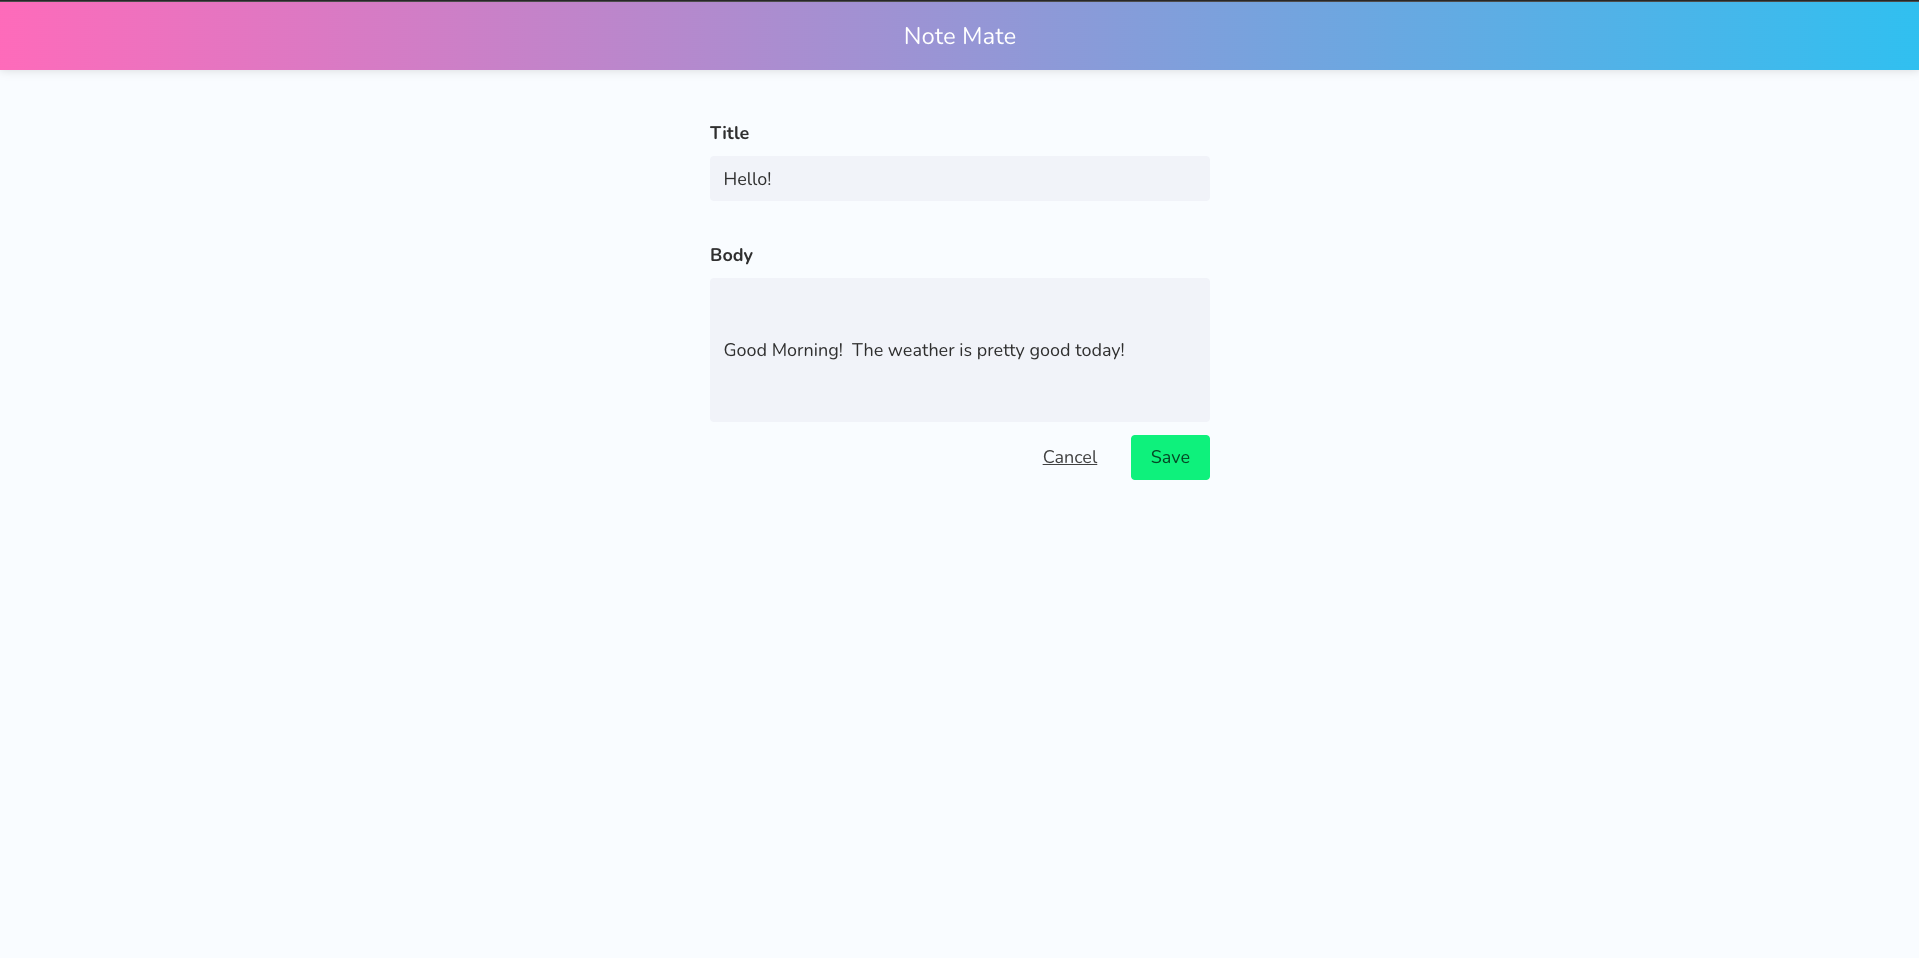 Note Mate
Title
Hello!
Body
Good Morning!  The weather is pretty good today!
Cancel
Save